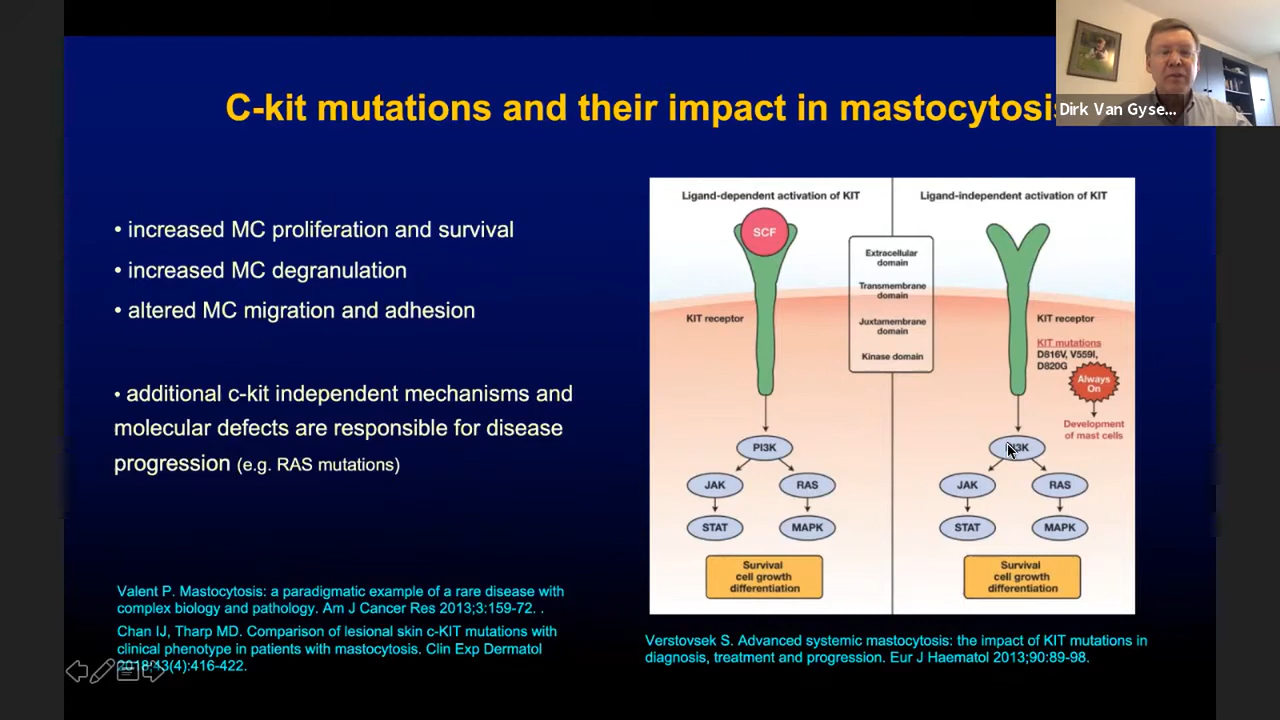 C-kit mutations and their impact in mastocytosis
Dirk Van Gyse...
• increased MC proliferation and survival
• increased MC degranulation
• altered MC migration and adhesion
• additional c-kit independent mechanisms and
molecular defects are responsible for disease
progression (e.g. RAS mutations)
Valent P. Mastocytosis: a paradigmatic example of a rare disease with
complex biology and pathology. Am J Cancer Res 2013;3:159-72. .
Chan IJ, Tharp MD. Comparison of lesional skin c-KIT mutations with
clinical phenotype in patients with mastocytosis. Clin Exp Dermatol
2018;43(4):416-422.
Ligand-dependent activation of KIT
SCF
KIT receptor
PI3K
JAK
RAS
STAT
MAPK
Survival
cell growth
differentiation
Extracellular
domain
Transmembrane
domain
Juxtamembrane
domain
Kinase domain
Ligand-independent activation of KIT
KIT receptor
KIT mutations
D816V, V559I,
D820G
Always
On
Development
of mast cells
PI3K
JAK
RAS
STAT
MAPK
Survival
cell growth
differentiation
Verstovsek S. Advanced systemic mastocytosis: the impact of KIT mutations in
diagnosis, treatment and progression. Eur J Haematol 2013;90:89-98.